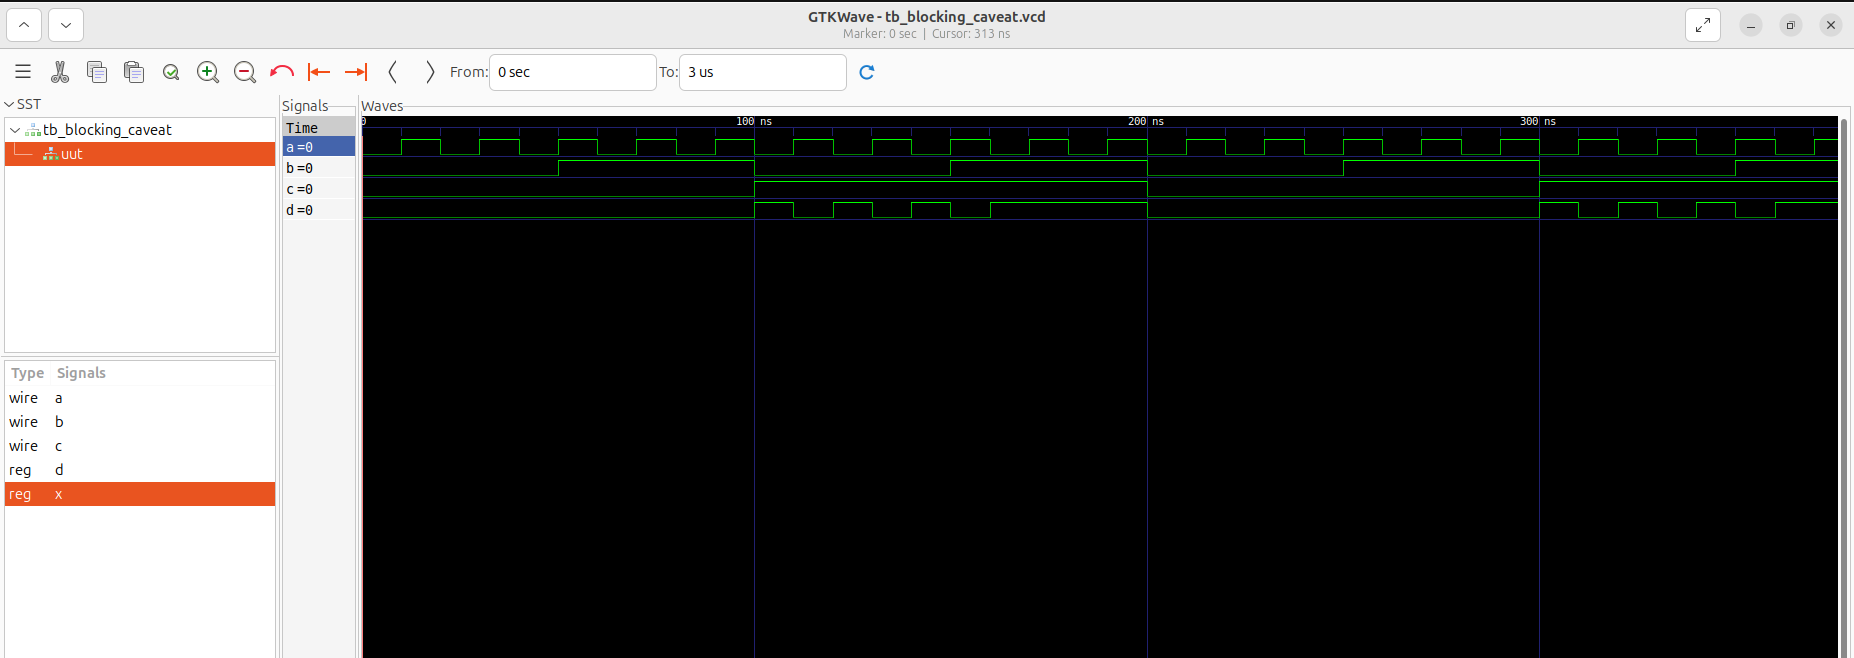 GTKWave - tb_blocking_caveat.vcd
Marker: 0 sec | Cursor: 313 ns
From: 0 sec To: 3 us
SST
tb_blocking_caveat
uut
Type Signals
wire a
wire b
wire c
reg d
reg x
Signals
Time
a=0
b=0
c=0
d=0
Waves
0 100 ns 200 ns 300 ns